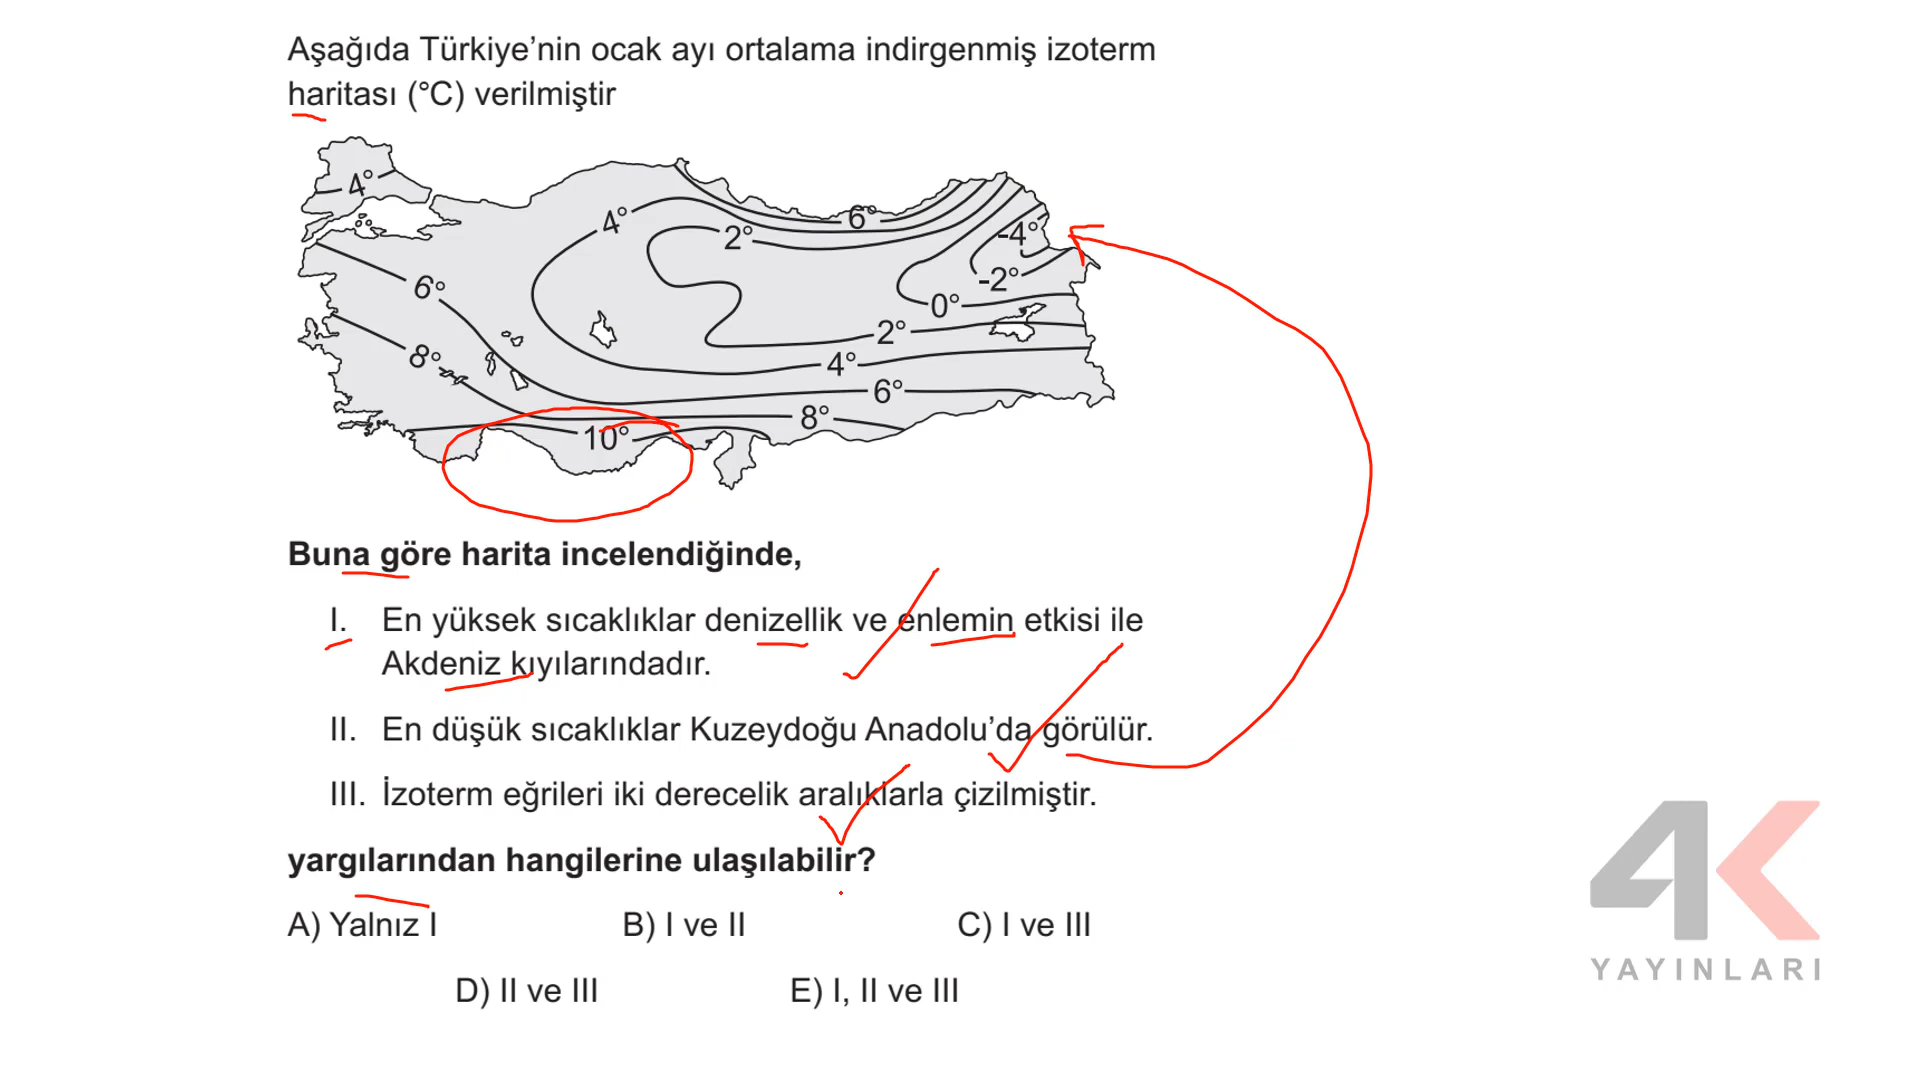 Aşağıda Türkiye'nin ocak ayı ortalama indirgenmiş izoterm
haritası (°C) verilmiştir
4°
4°
2°
6°
-4°
6°
-2°
0°
2°
8°
4°
6°
8°
10°
Buna göre harita incelendiğinde,
I. En yüksek sıcaklıklar denizellik ve enlemin etkisi ile
Akdeniz kıyılarındadır.
II. En düşük sıcaklıklar Kuzeydoğu Anadolu'da görülür.
III. İzoterm eğrileri iki derecelik aralıklarla çizilmiştir.
yargılarından hangilerine ulaşılabilir?
A) Yalnız I B) I ve II C) I ve III
D) II ve III E) I, II ve III
4K
YAYINLARI